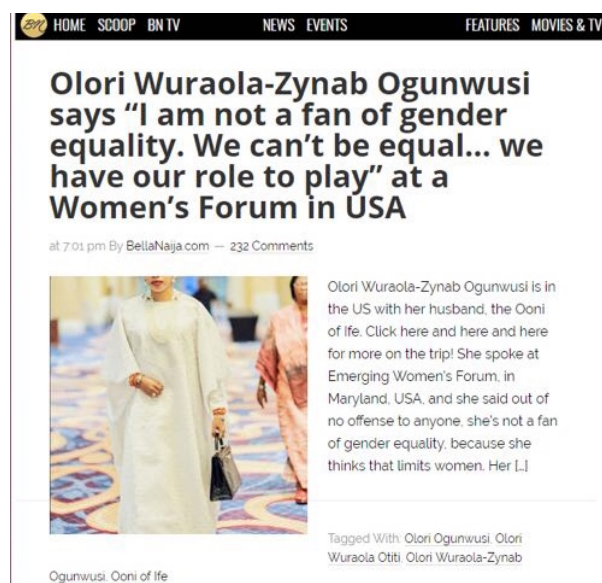 BN HOME SCOOP BN TV NEWS EVENTS FEATURES MOVIES & TV
Olori Wuraola-Zynab Ogunwusi
says “I am not a fan of gender
equality. We can’t be equal... we
have our role to play” at a
Women’s Forum in USA
at 7:01 pm By BellaNaija.com — 232 Comments
Olori Wuraola-Zynab Ogunwusi is in
the US with her husband, the Ooni
of Ife. Click here and here and here
for more on the trip! She spoke at
Emerging Women’s Forum, in
Maryland, USA, and she said out of
no offense to anyone, she’s not a fan
of gender equality, because she
thinks that limits women. Her [...]
Tagged With: Olori Ogunwusi, Olori
Wuraola Otiti, Olori Wuraola-Zynab
Ogunwusi, Ooni of Ife